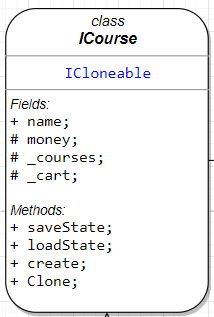 class
ICourse
ICloneable
Fields:
+ name;
# money;
# _courses;
# _cart;
Methods:
+ saveState;
+ loadState;
+ create;
+ Clone;